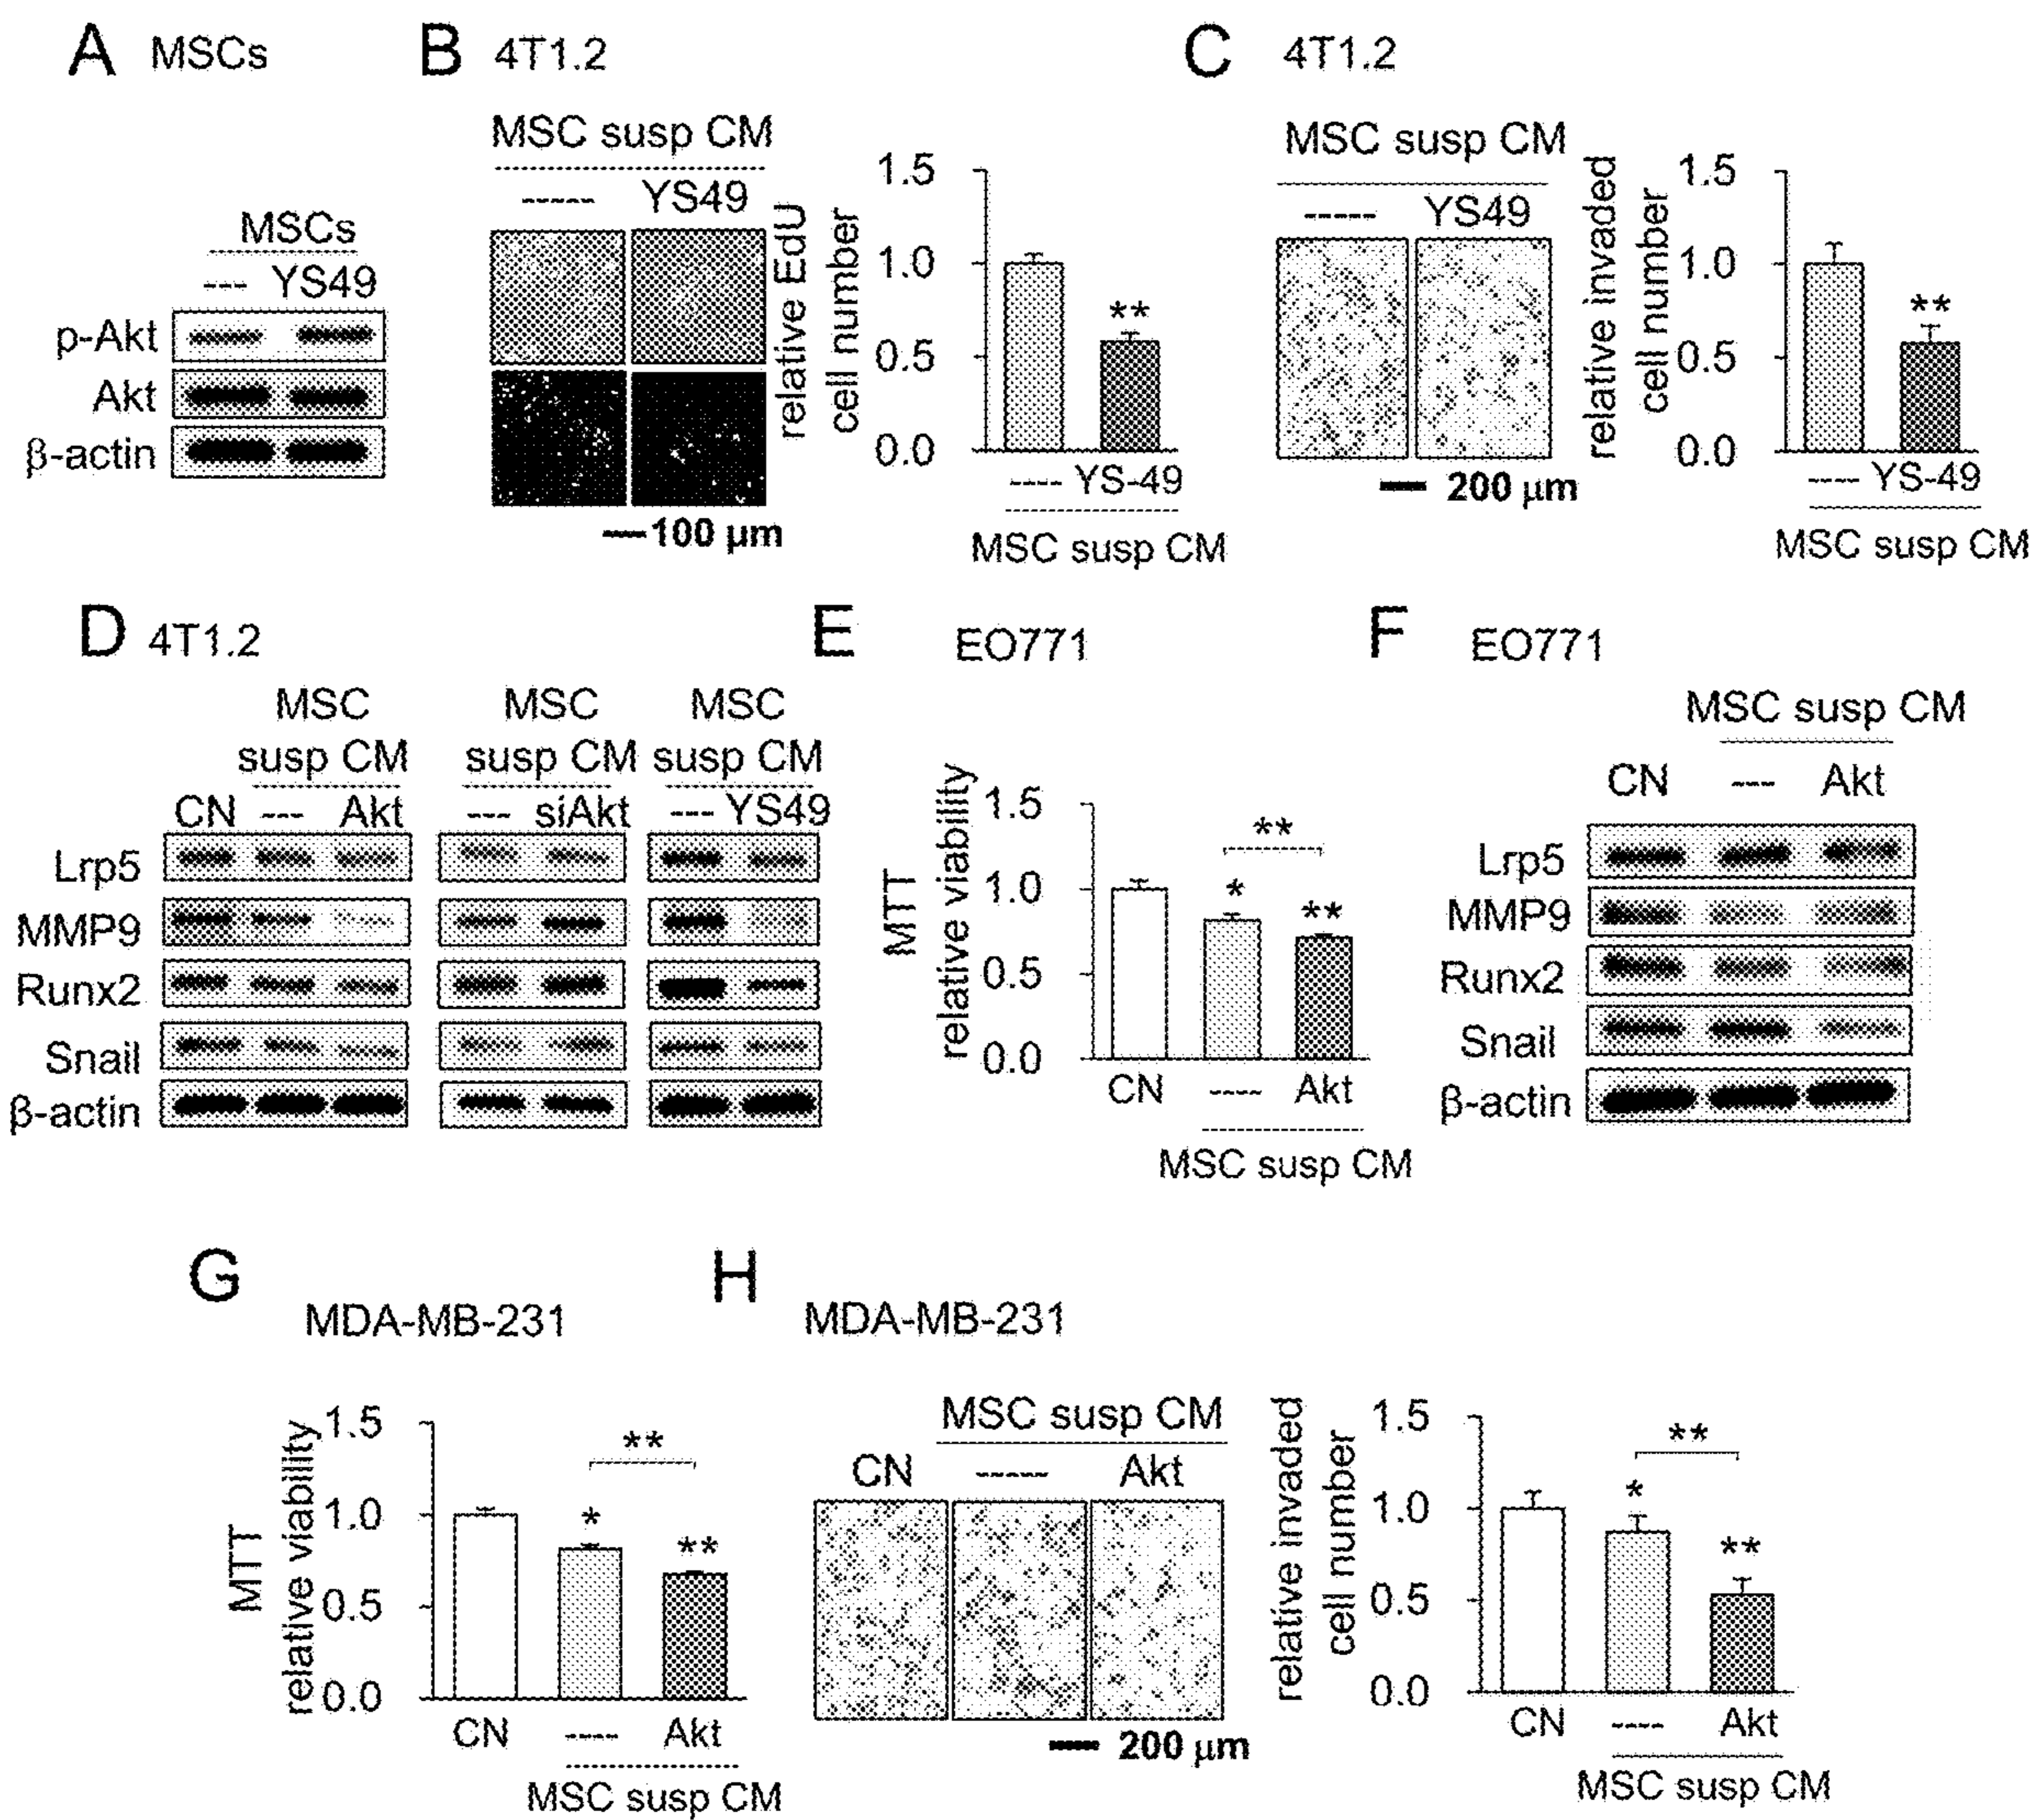 A MSCs
MSCs
--- YS49
p-Akt
Akt
β-actin
B 4T1.2
MSC susp CM
----- YS49
100 μm
relative EdU
cell number
1.5
1.0
0.5
0.0
**
---- YS-49
MSC susp CM
C 4T1.2
MSC susp CM
----- YS49
200 μm
relative invaded
cell number
1.5
1.0
0.5
0.0
**
---- YS-49
MSC susp CM
D 4T1.2
MSC
susp CM
CN --- Akt
MSC
susp CM
--- siAkt
MSC
susp CM
--- YS49
Lrp5
MMP9
Runx2
Snail
β-actin
E EO771
MTT
relative viability
1.5
1.0
0.5
0.0
**
*
**
CN ---- Akt
MSC susp CM
F EO771
MSC susp CM
CN --- Akt
Lrp5
MMP9
Runx2
Snail
β-actin
G
MDA-MB-231
MTT
relative viability
1.5
1.0
0.5
0.0
**
*
**
CN ---- Akt
MSC susp CM
H
MDA-MB-231
MSC susp CM
CN ----- Akt
200 μm
relative invaded
cell number
1.5
1.0
0.5
0.0
**
*
**
CN ---- Akt
MSC susp CM